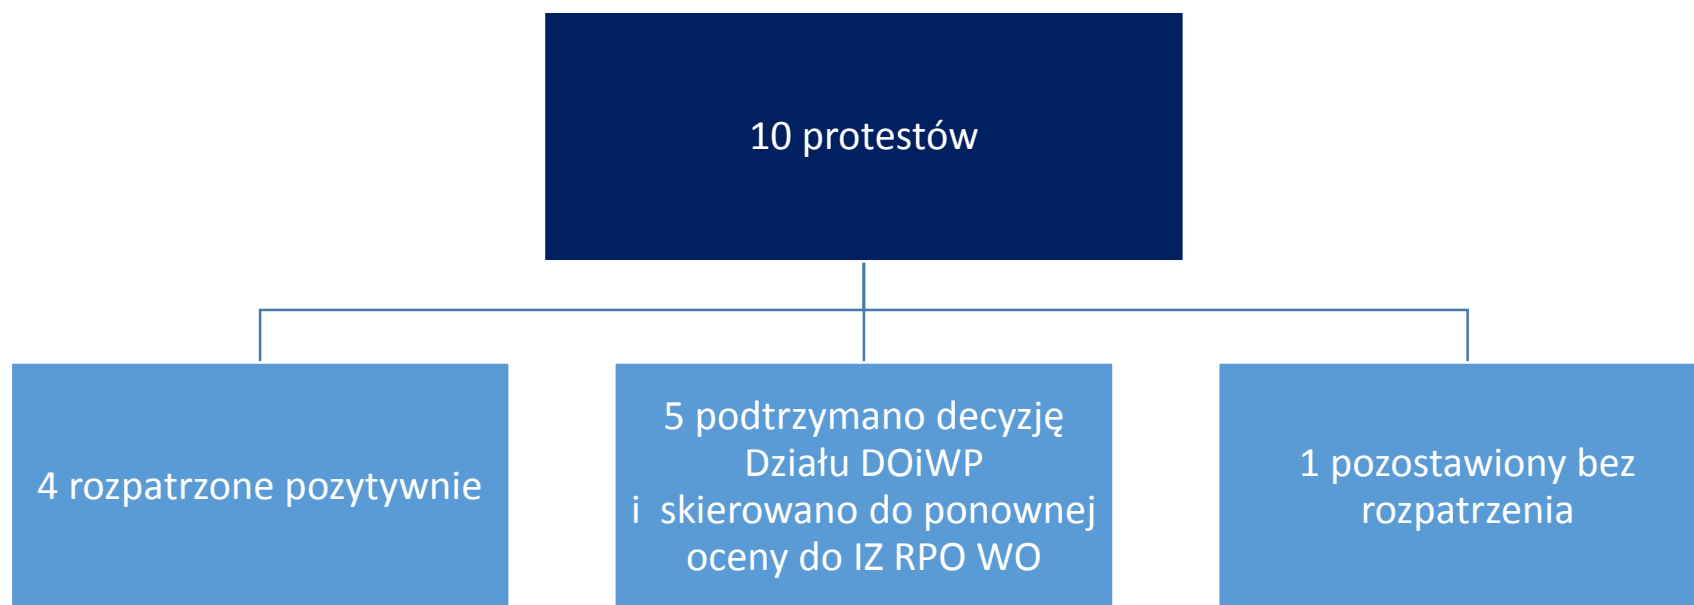 10 protestów
4 rozpatrzone pozytywnie
5 podtrzymano decyzję
Działu DOiWP
i  skierowano do ponownej
oceny do IZ RPO WO
1 pozostawiony bez
rozpatrzenia